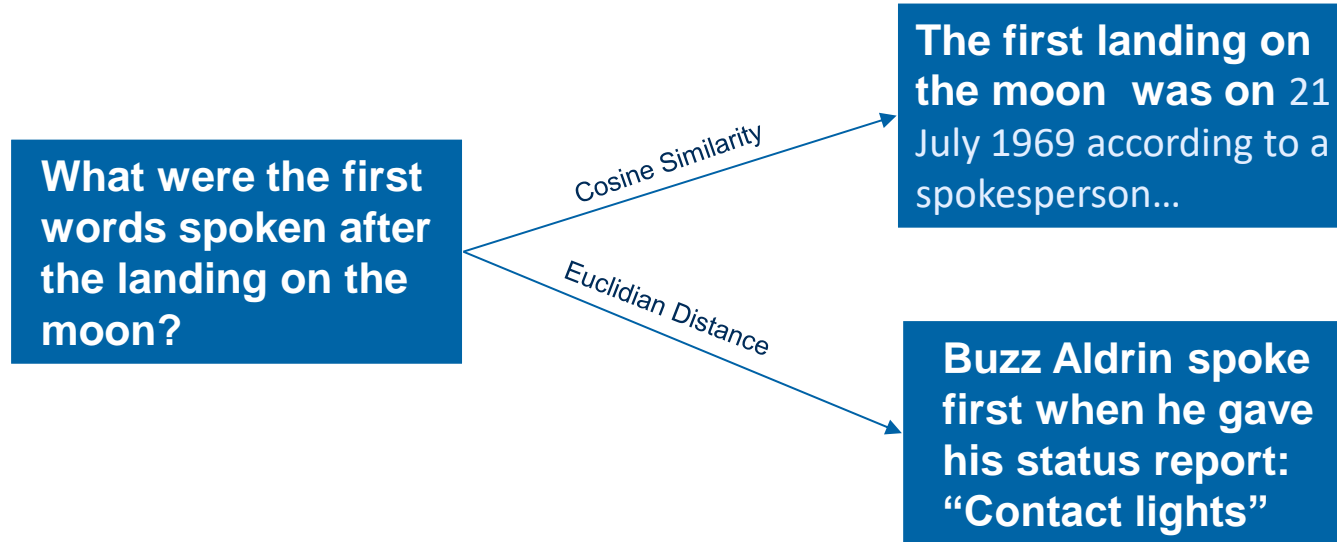 What were the first
words spoken after
the landing on the
moon?
Cosine Similarity
Euclidian Distance
The first landing on
the moon  was on 21
July 1969 according to a
spokesperson…
Buzz Aldrin spoke
first when he gave
his status report:
“Contact lights”